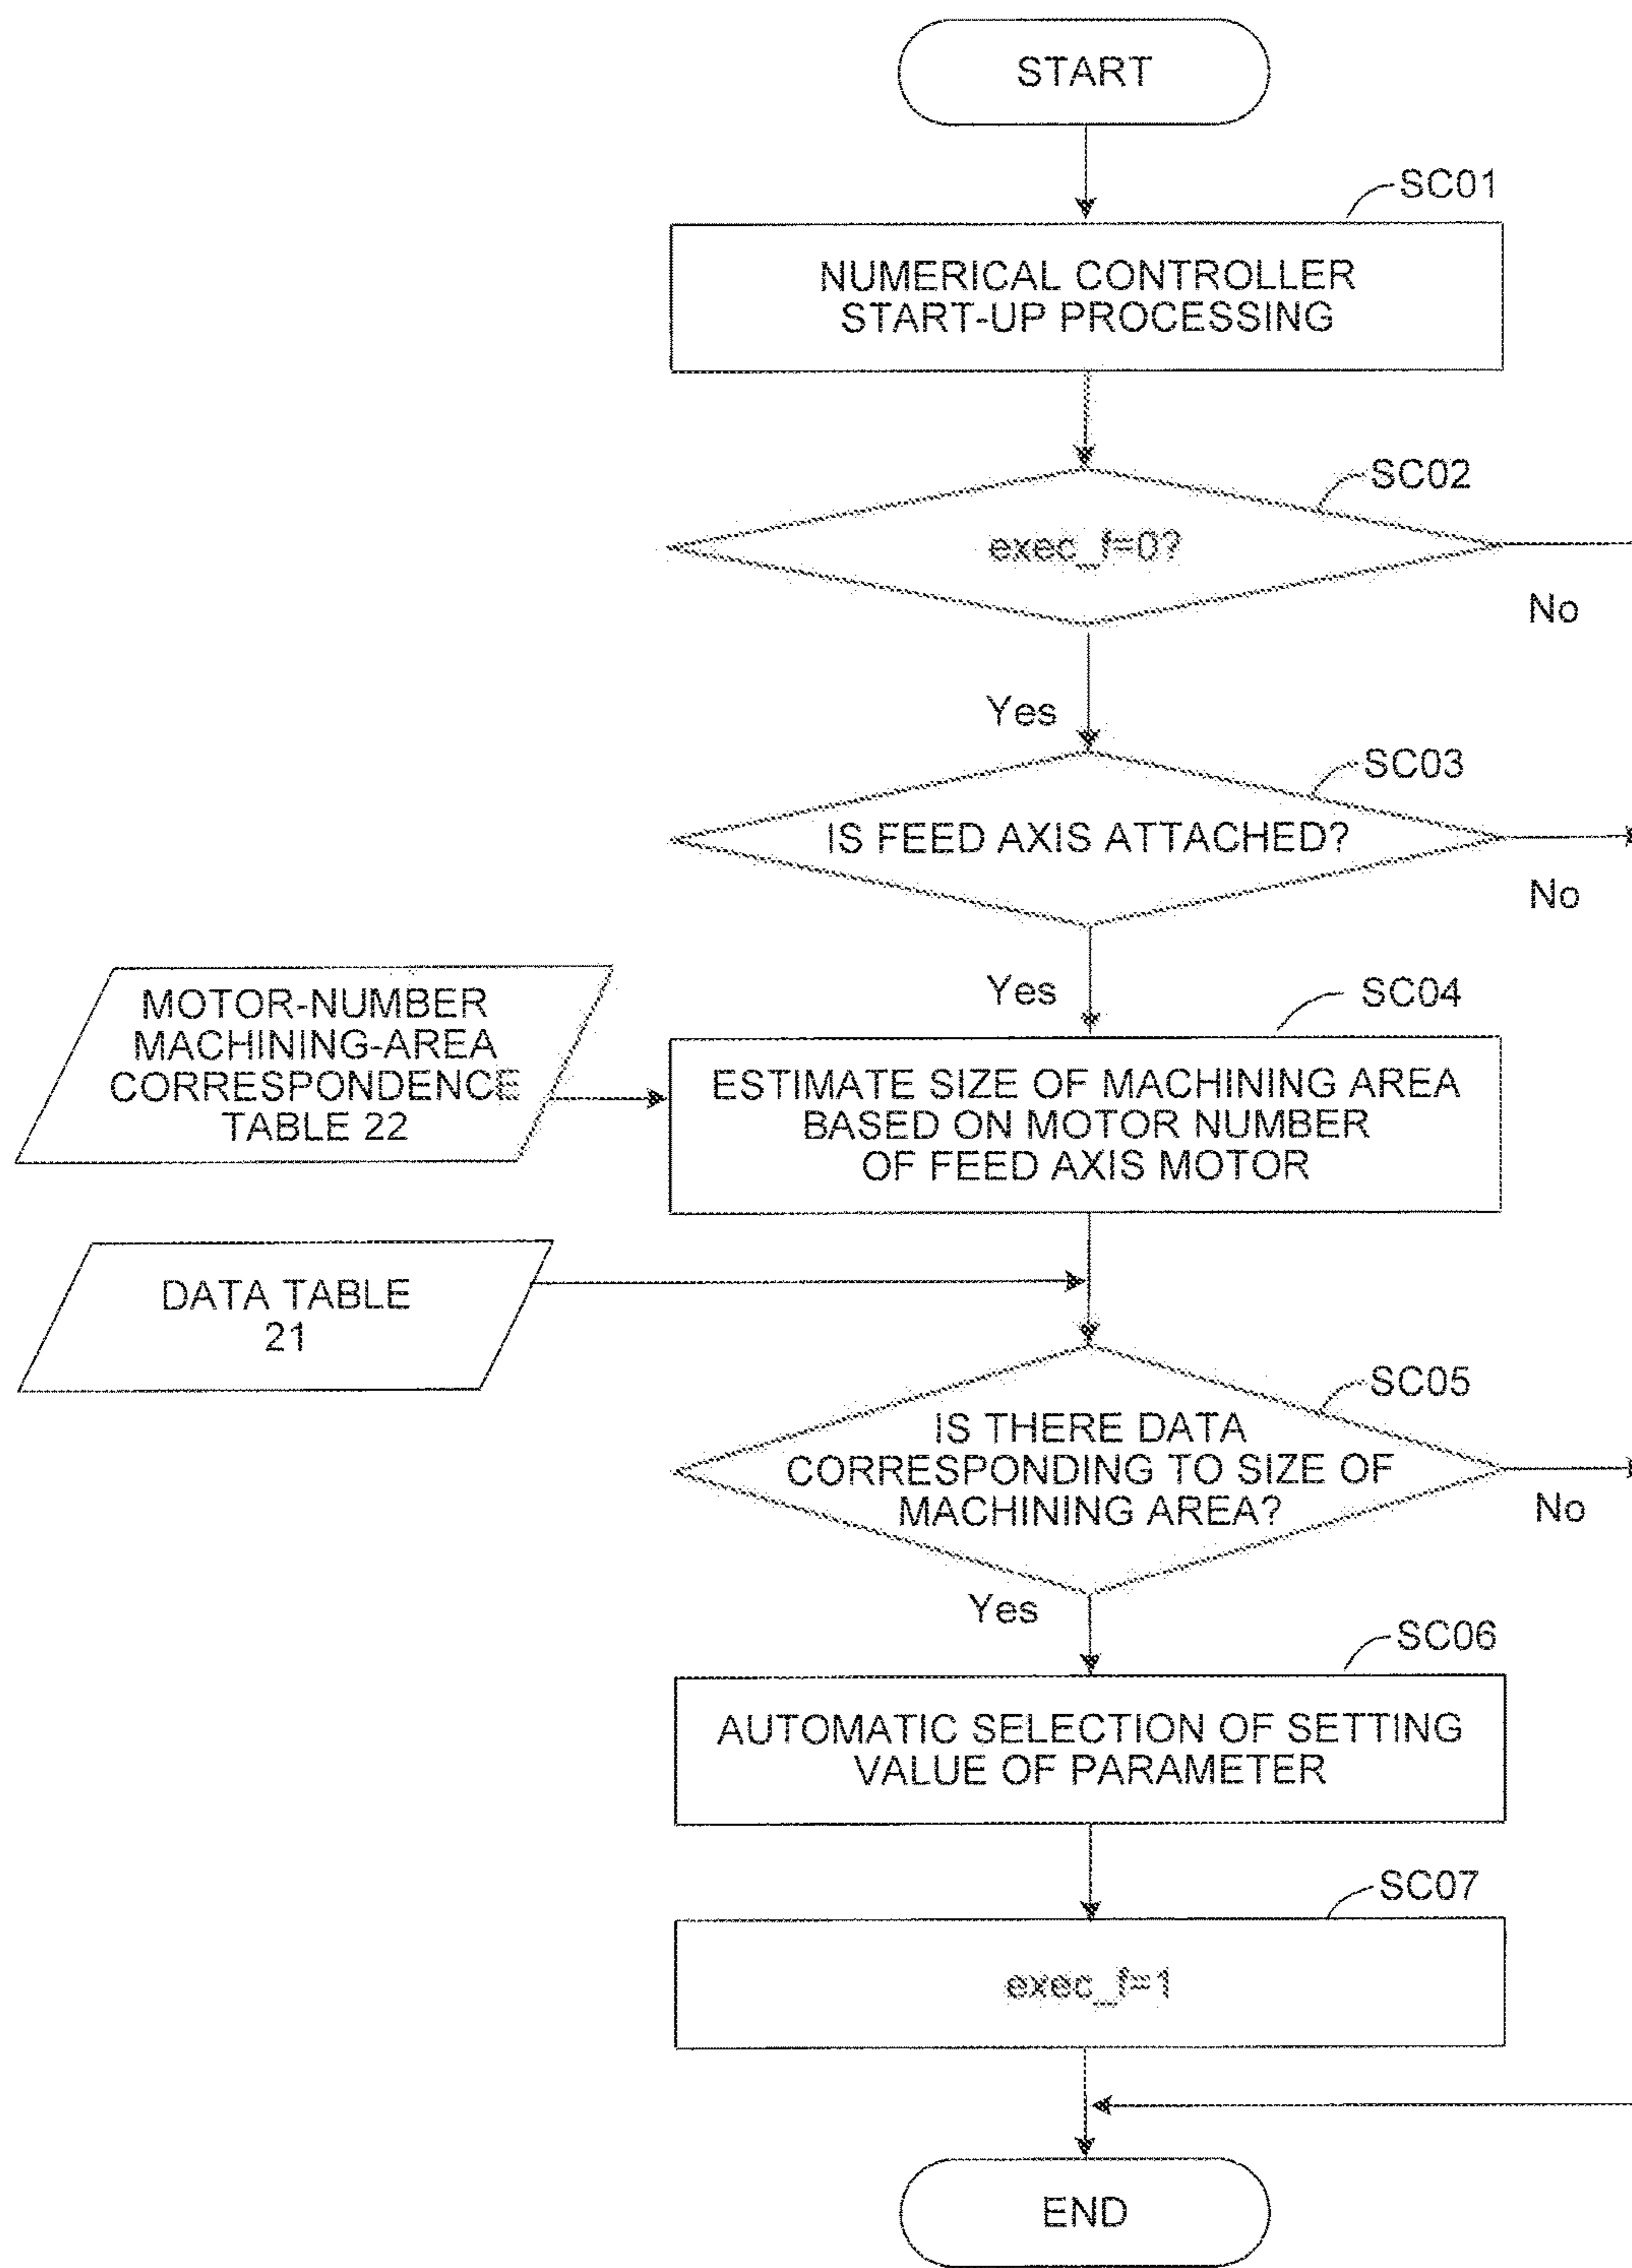 START
SC01
NUMERICAL CONTROLLER
START-UP PROCESSING
SC02
exec_f=0?
No
Yes
SC03
IS FEED AXIS ATTACHED?
No
Yes
MOTOR-NUMBER
MACHINING-AREA
CORRESPONDENCE
TABLE 22
SC04
ESTIMATE SIZE OF MACHINING AREA
BASED ON MOTOR NUMBER
OF FEED AXIS MOTOR
DATA TABLE
21
SC05
IS THERE DATA
CORRESPONDING TO SIZE OF
MACHINING AREA?
No
Yes
SC06
AUTOMATIC SELECTION OF SETTING
VALUE OF PARAMETER
SC07
exec_f=1
END